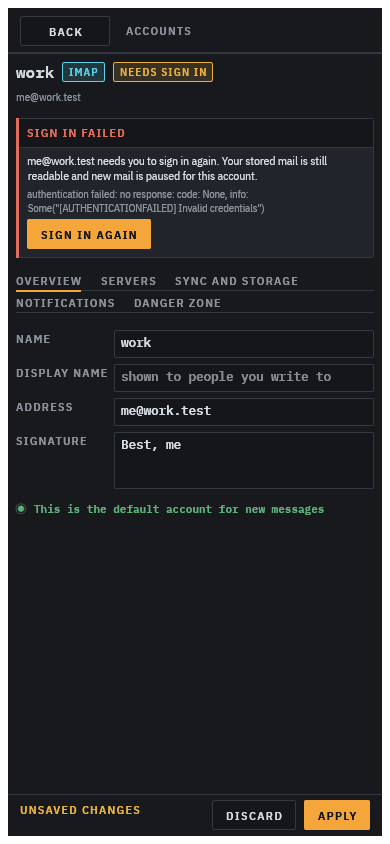 BACK ACCOUNTS
work IMAP NEEDS SIGN IN
me@work.test
SIGN IN FAILED
me@work.test needs you to sign in again. Your stored mail is still
readable and new mail is paused for this account.
authentication failed: no response: code: None, info:
Some("[AUTHENTICATIONFAILED] Invalid credentials")
SIGN IN AGAIN
OVERVIEW SERVERS SYNC AND STORAGE
NOTIFICATIONS DANGER ZONE
NAME work
DISPLAY NAME shown to people you write to
ADDRESS me@work.test
SIGNATURE Best, me
This is the default account for new messages
UNSAVED CHANGES DISCARD APPLY